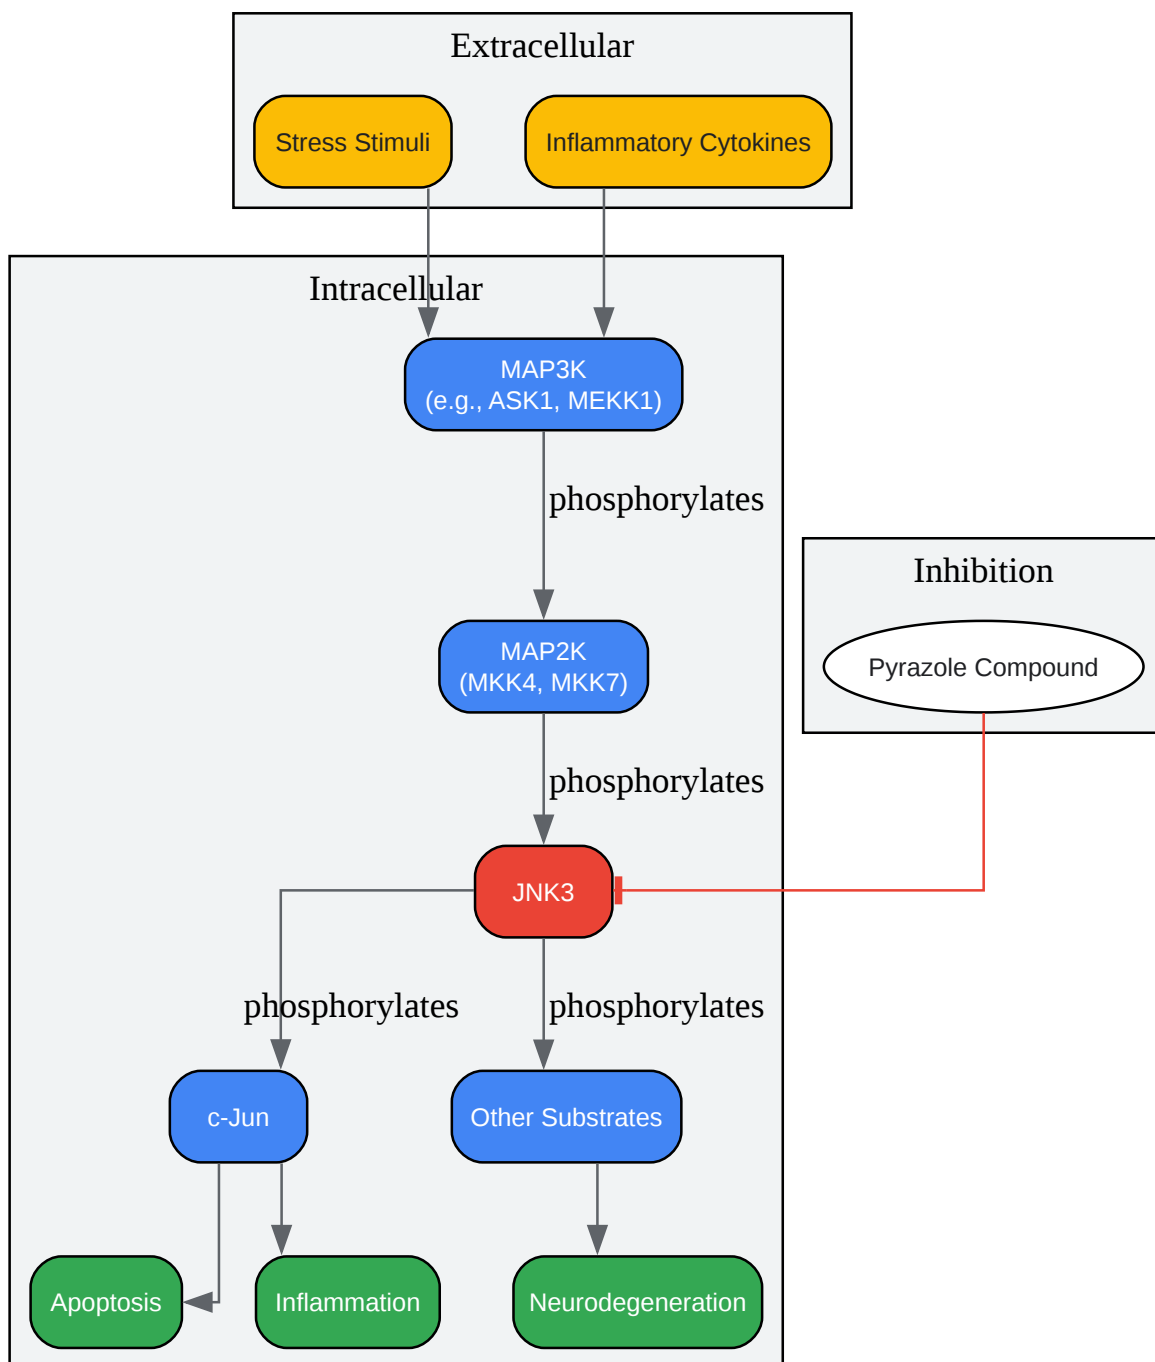 Extracellular
Stress Stimuli
Inflammatory Cytokines
Intracellular
MAP3K
(e.g., ASK1, MEKK1)
phosphorylates
Inhibition
MAP2K
(MKK4, MKK7)
Pyrazole Compound
phosphorylates
JNK3
phosphorylates
phosphorylates
c-Jun
Other Substrates
Apoptosis
Inflammation
Neurodegeneration